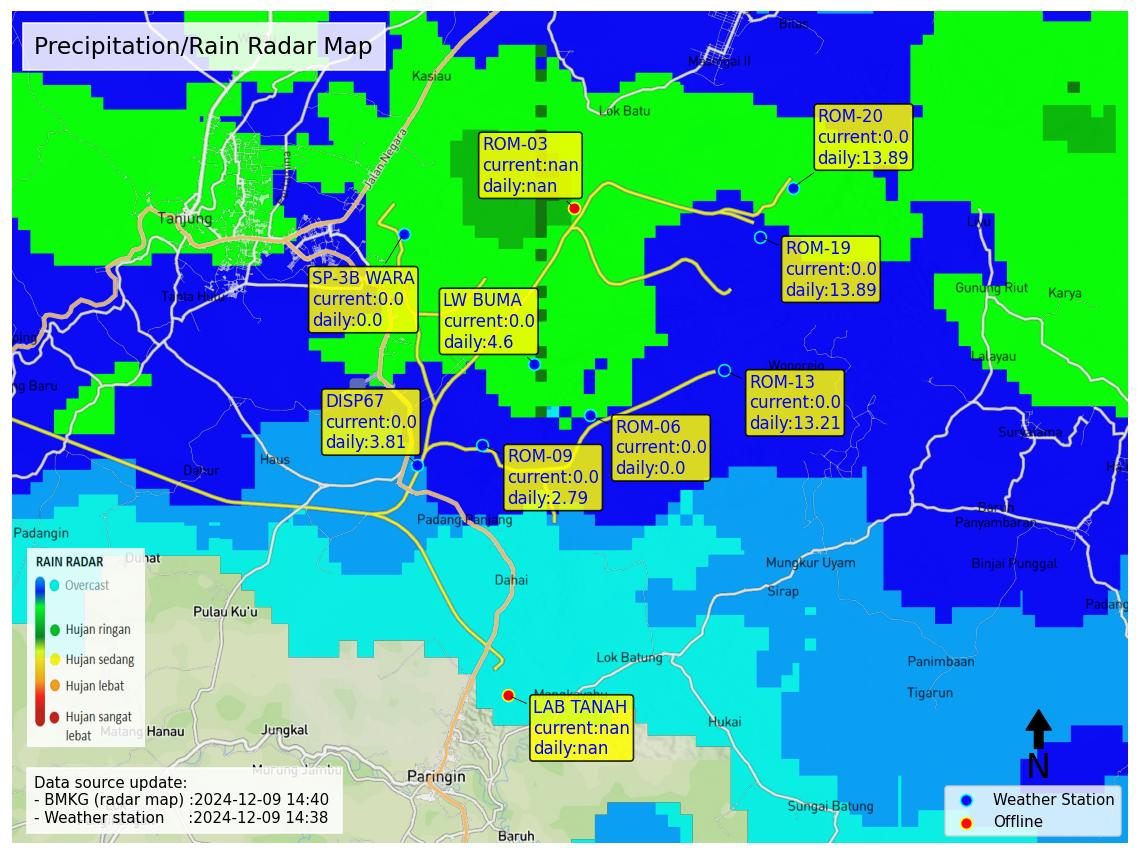 Precipitation/Rain Radar Map
Bilas
Masingai II
Kasiau
Lok Batu
Jalan Negara
Tanjung
ROM-03
current:nan
daily:nan
ROM-20
current:0.0
daily:13.89
ROM-19
current:0.0
daily:13.89
Liyu
SP-3B WARA
current:0.0
daily:0.0
LW BUMA
current:0.0
daily:4.6
Gunung Riut
Karya
Lalayau
Wonorejo
ROM-13
current:0.0
daily:13.21
DISP67
current:0.0
daily:3.81
ROM-06
current:0.0
daily:0.0
ROM-09
current:0.0
daily:2.79
Haus
Dahur
Suryatama
Baruh
Panyambaran
Padangin
Padang Panjang
Duhat
Dahai
Mungkur Uyam
Binjai Punggal
Sirap
Padang
Pulau Ku'u
RAIN RADAR
Overcast
Hujan ringan
Hujan sedang
Hujan lebat
Hujan sangat
lebat
Lok Batung
Panimbaan
Tigarun
Mangkayahu
LAB TANAH
current:nan
daily:nan
Hukai
Matang Hanau
Jungkal
Murung Jambu
Paringin
Sungai Batung
Baruh
N
Data source update:
- BMKG (radar map) :2024-12-09 14:40
- Weather station :2024-12-09 14:38
Weather Station
Offline